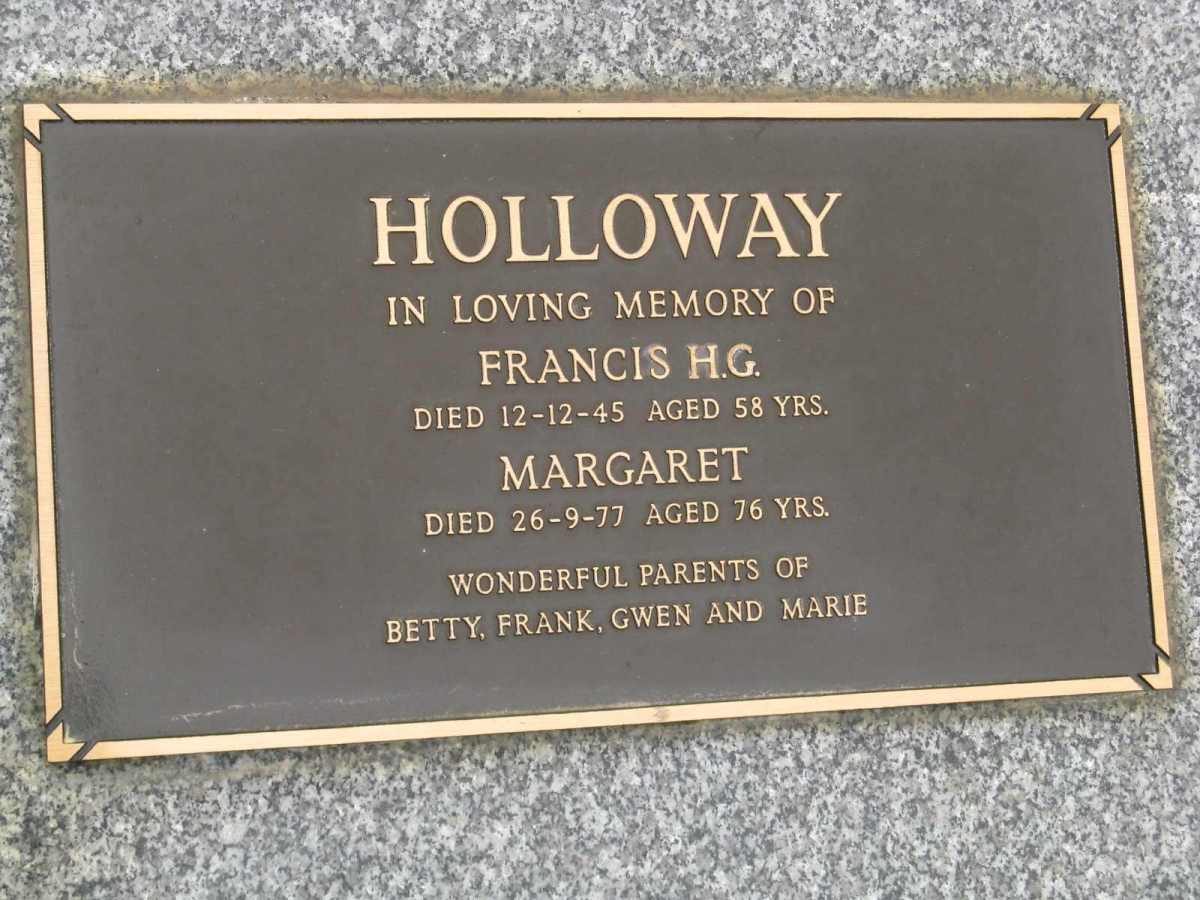 HOLLOWAY
IN LOVING MEMORY OF
FRANCIS H.G.
DIED 12-12-45 AGED 58 YRS.
MARGARET
DIED 26-9-77 AGED 76 YRS.
WONDERFUL PARENTS OF
BETTY, FRANK, GWEN AND MARIE